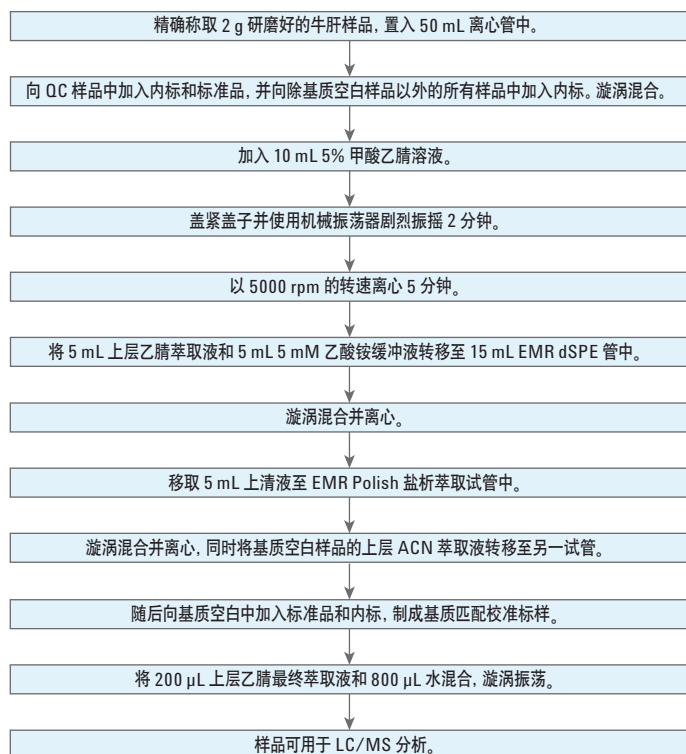 精确称取 2 g 研磨好的牛肝样品，置入 50 mL 离心管中。
向 QC 样品中加入内标和标准品，并向除基质空白样品以外的所有样品中加入内标。漩涡混合。
加入 10 mL 5% 甲酸乙腈溶液。
盖紧盖子并使用机械振荡器剧烈振摇 2 分钟。
以 5000 rpm 的转速离心 5 分钟。
将 5 mL 上层乙腈萃取液和 5 mL 5 mM 乙酸铵缓冲液转移至 15 mL EMR dSPE 管中。
漩涡混合并离心。
移取 5 mL 上清液至 EMR Polish 盐析萃取试管中。
漩涡混合并离心，同时将基质空白样品的上层 ACN 萃取液转移至另一试管。
随后向基质空白中加入标准品和内标，制成基质匹配校准标样。
将 200 µL 上层乙腈最终萃取液和 800 µL 水混合，漩涡振荡。
样品可用于 LC/MS 分析。